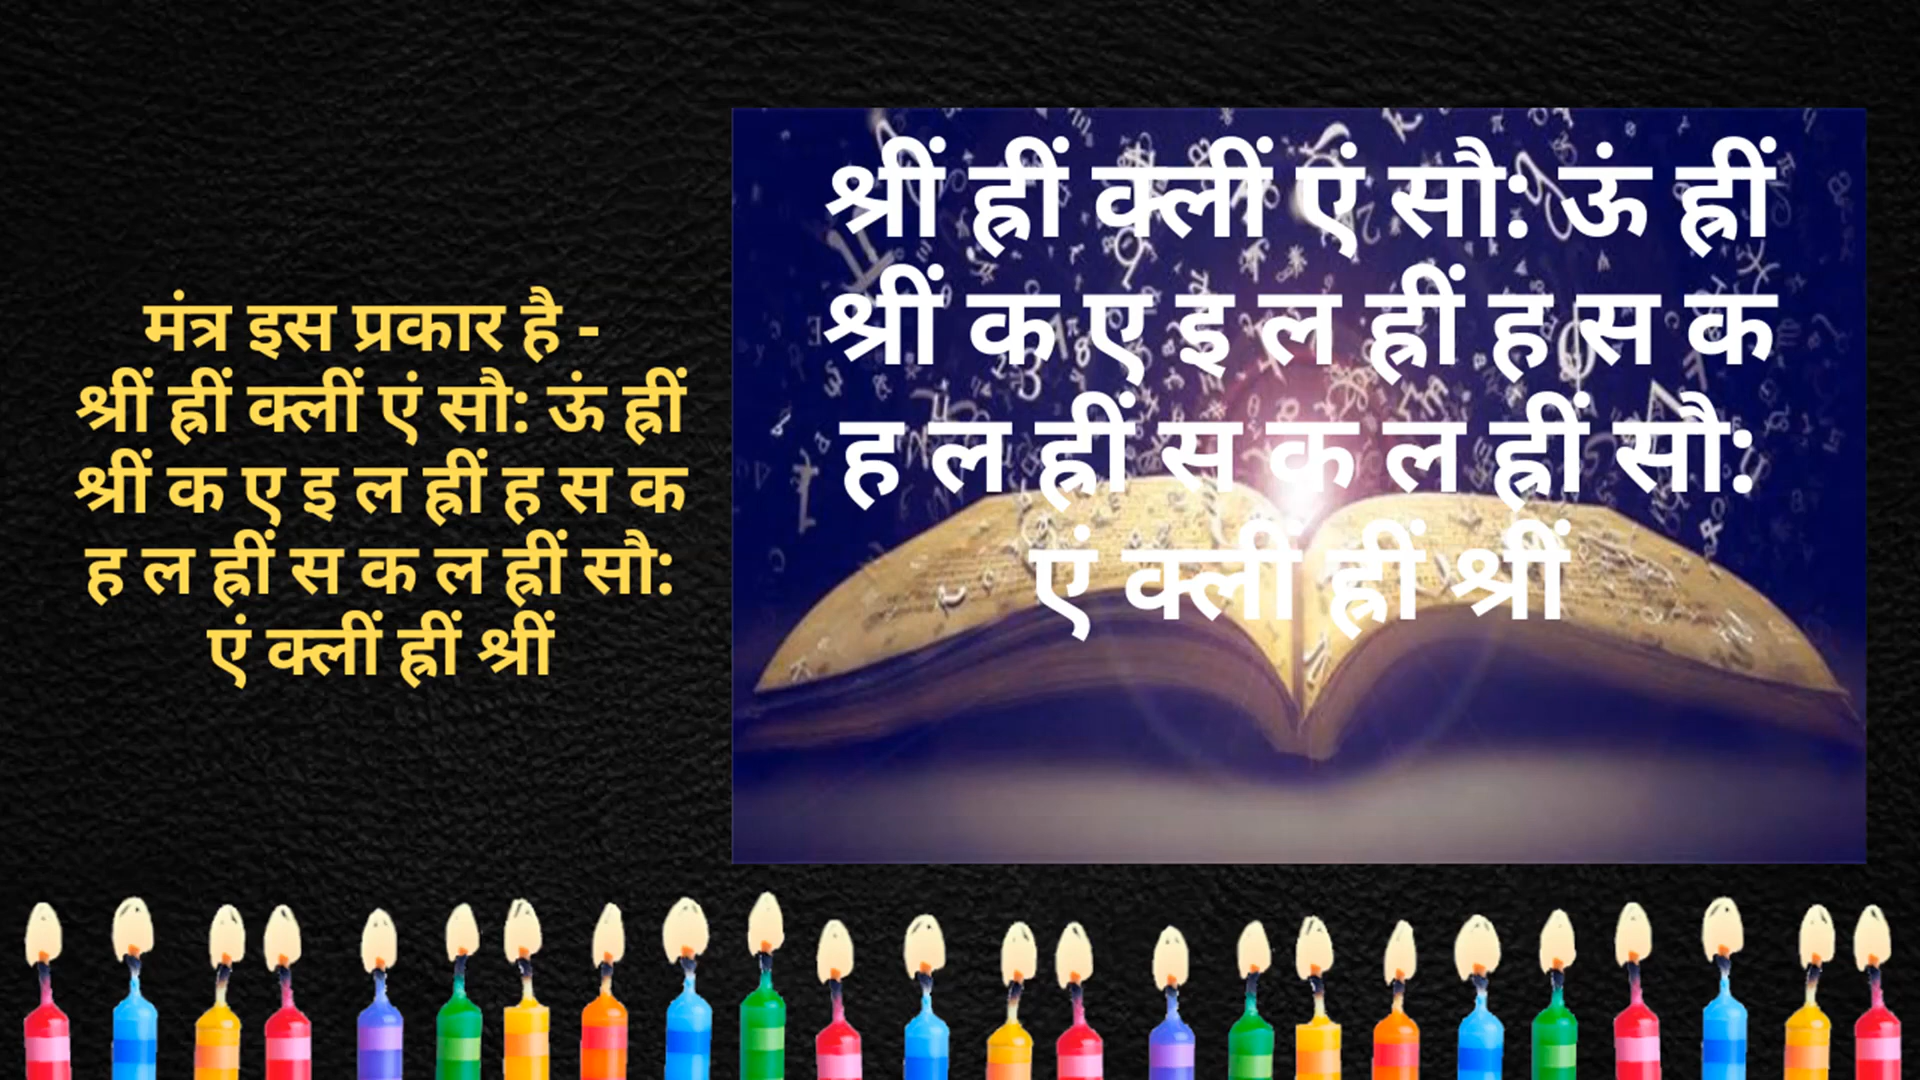 मंत्र इस प्रकार है -
श्रीं ह्रीं क्लीं एं सौ: ऊं ह्रीं
श्रीं क ए इ ल ह्रीं ह स क
ह ल ह्रीं स क ल ह्रीं सौ:
एं क्लीं ह्रीं श्रीं
श्रीं ह्रीं क्लीं एं सौ: ऊं ह्रीं
श्रीं क ए इ ल ह्रीं ह स क
ह ल ह्रीं स क ल ह्रीं सौ:
एं क्लीं ह्रीं श्रीं